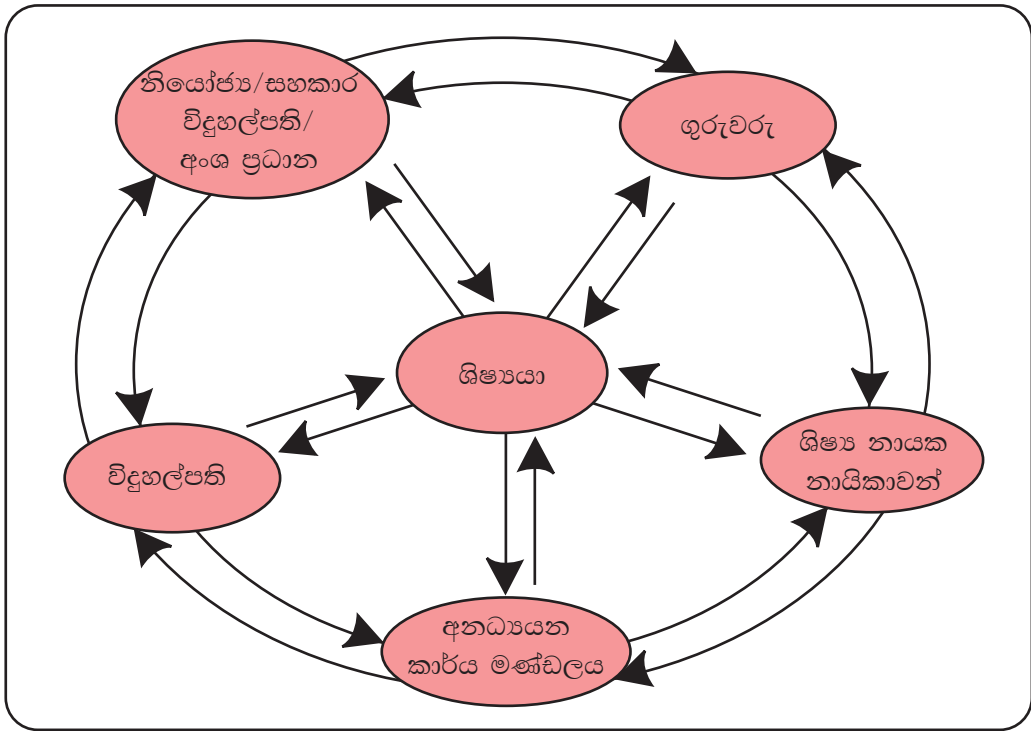 නියෝජ්‍ය/සහකාර
විදුහල්පති/
අංශ ප්‍රධාන
ගුරුවරු
ශිෂ්‍යයා
ශිෂ්‍ය නායක
නායිකාවන්
විදුහල්පති
අනධ්‍යයන
කාර්ය මණ්ඩලය